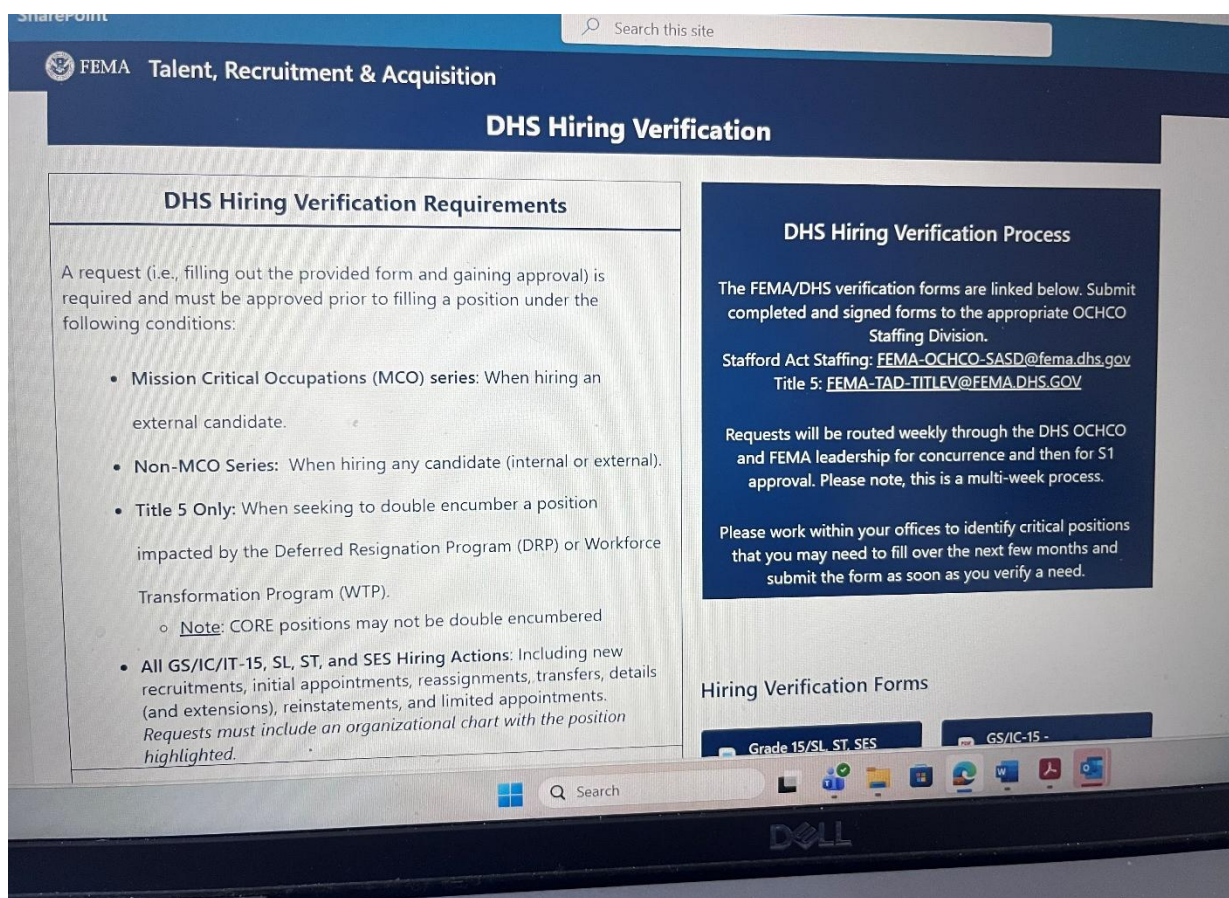 SharePoint
Search this site
FEMA Talent, Recruitment & Acquisition
DHS Hiring Verification
DHS Hiring Verification Requirements
A request (i.e., filling out the provided form and gaining approval) is
required and must be approved prior to filling a position under the
following conditions:
• Mission Critical Occupations (MCO) series: When hiring an
external candidate.
• Non-MCO Series: When hiring any candidate (internal or external).
• Title 5 Only: When seeking to double encumber a position
impacted by the Deferred Resignation Program (DRP) or Workforce
Transformation Program (WTP).
○ Note: CORE positions may not be double encumbered
• All GS/IC/IT-15, SL, ST, and SES Hiring Actions: Including new
recruitments, initial appointments, reassignments, transfers, details
(and extensions), reinstatements, and limited appointments.
Requests must include an organizational chart with the position
highlighted.
DHS Hiring Verification Process
The FEMA/DHS verification forms are linked below. Submit
completed and signed forms to the appropriate OCHCO
Staffing Division.
Stafford Act Staffing: FEMA-OCHCO-SASD@fema.dhs.gov
Title 5: FEMA-TAD-TITLEV@FEMA.DHS.GOV
Requests will be routed weekly through the DHS OCHCO
and FEMA leadership for concurrence and then for S1
approval. Please note, this is a multi-week process.
Please work within your offices to identify critical positions
that you may need to fill over the next few months and
submit the form as soon as you verify a need.
Hiring Verification Forms
Grade 15/SL, ST, SES
GS/IC-15 -
Search
DELL